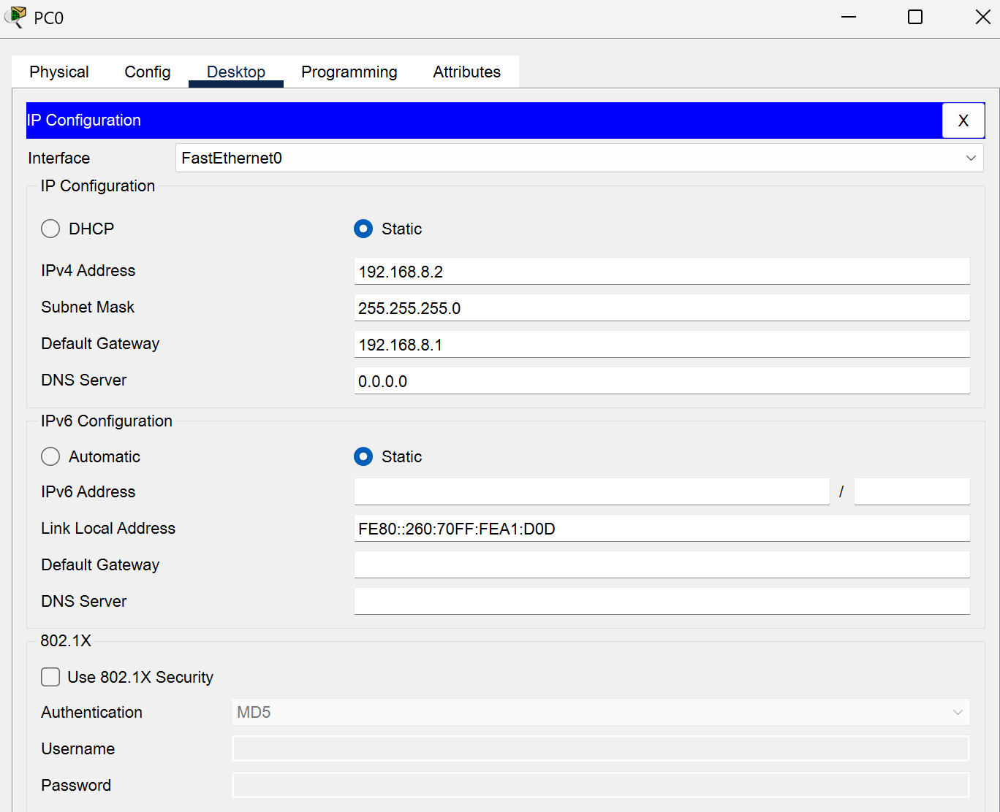 PC0
Physical Config Desktop Programming Attributes
IP Configuration X
Interface FastEthernet0
IP Configuration
DHCP Static
IPv4 Address 192.168.8.2
Subnet Mask 255.255.255.0
Default Gateway 192.168.8.1
DNS Server 0.0.0.0
IPv6 Configuration
Automatic Static
IPv6 Address /
Link Local Address FE80::260:70FF:FEA1:D0D
Default Gateway
DNS Server
802.1X
Use 802.1X Security
Authentication MD5
Username
Password